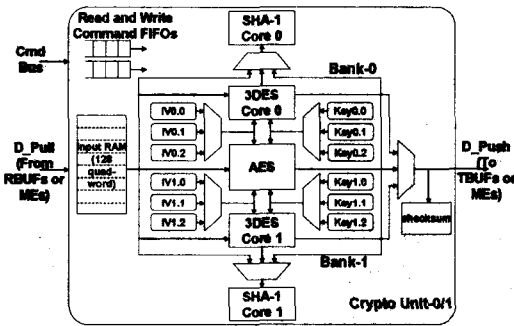 Read and Write
Command FIFOs
SHA-1
Core 0
Cmd
Bus
Bank-0
3DES
Core 0
IV0.0
IV0.1
IV0.2
Key0.0
Key0.1
Key0.2
D_Pull
(From
RBUFs or
MEs)
Input RAM
(128
quad-
word)
AES
D_Push
(To
TBUFs or
MEs)
IV1.0
IV1.1
IV1.2
Key1.0
Key1.1
Key1.2
checksum
3DES
Core 1
Bank-1
SHA-1
Core 1
Crypto Unit-0/1